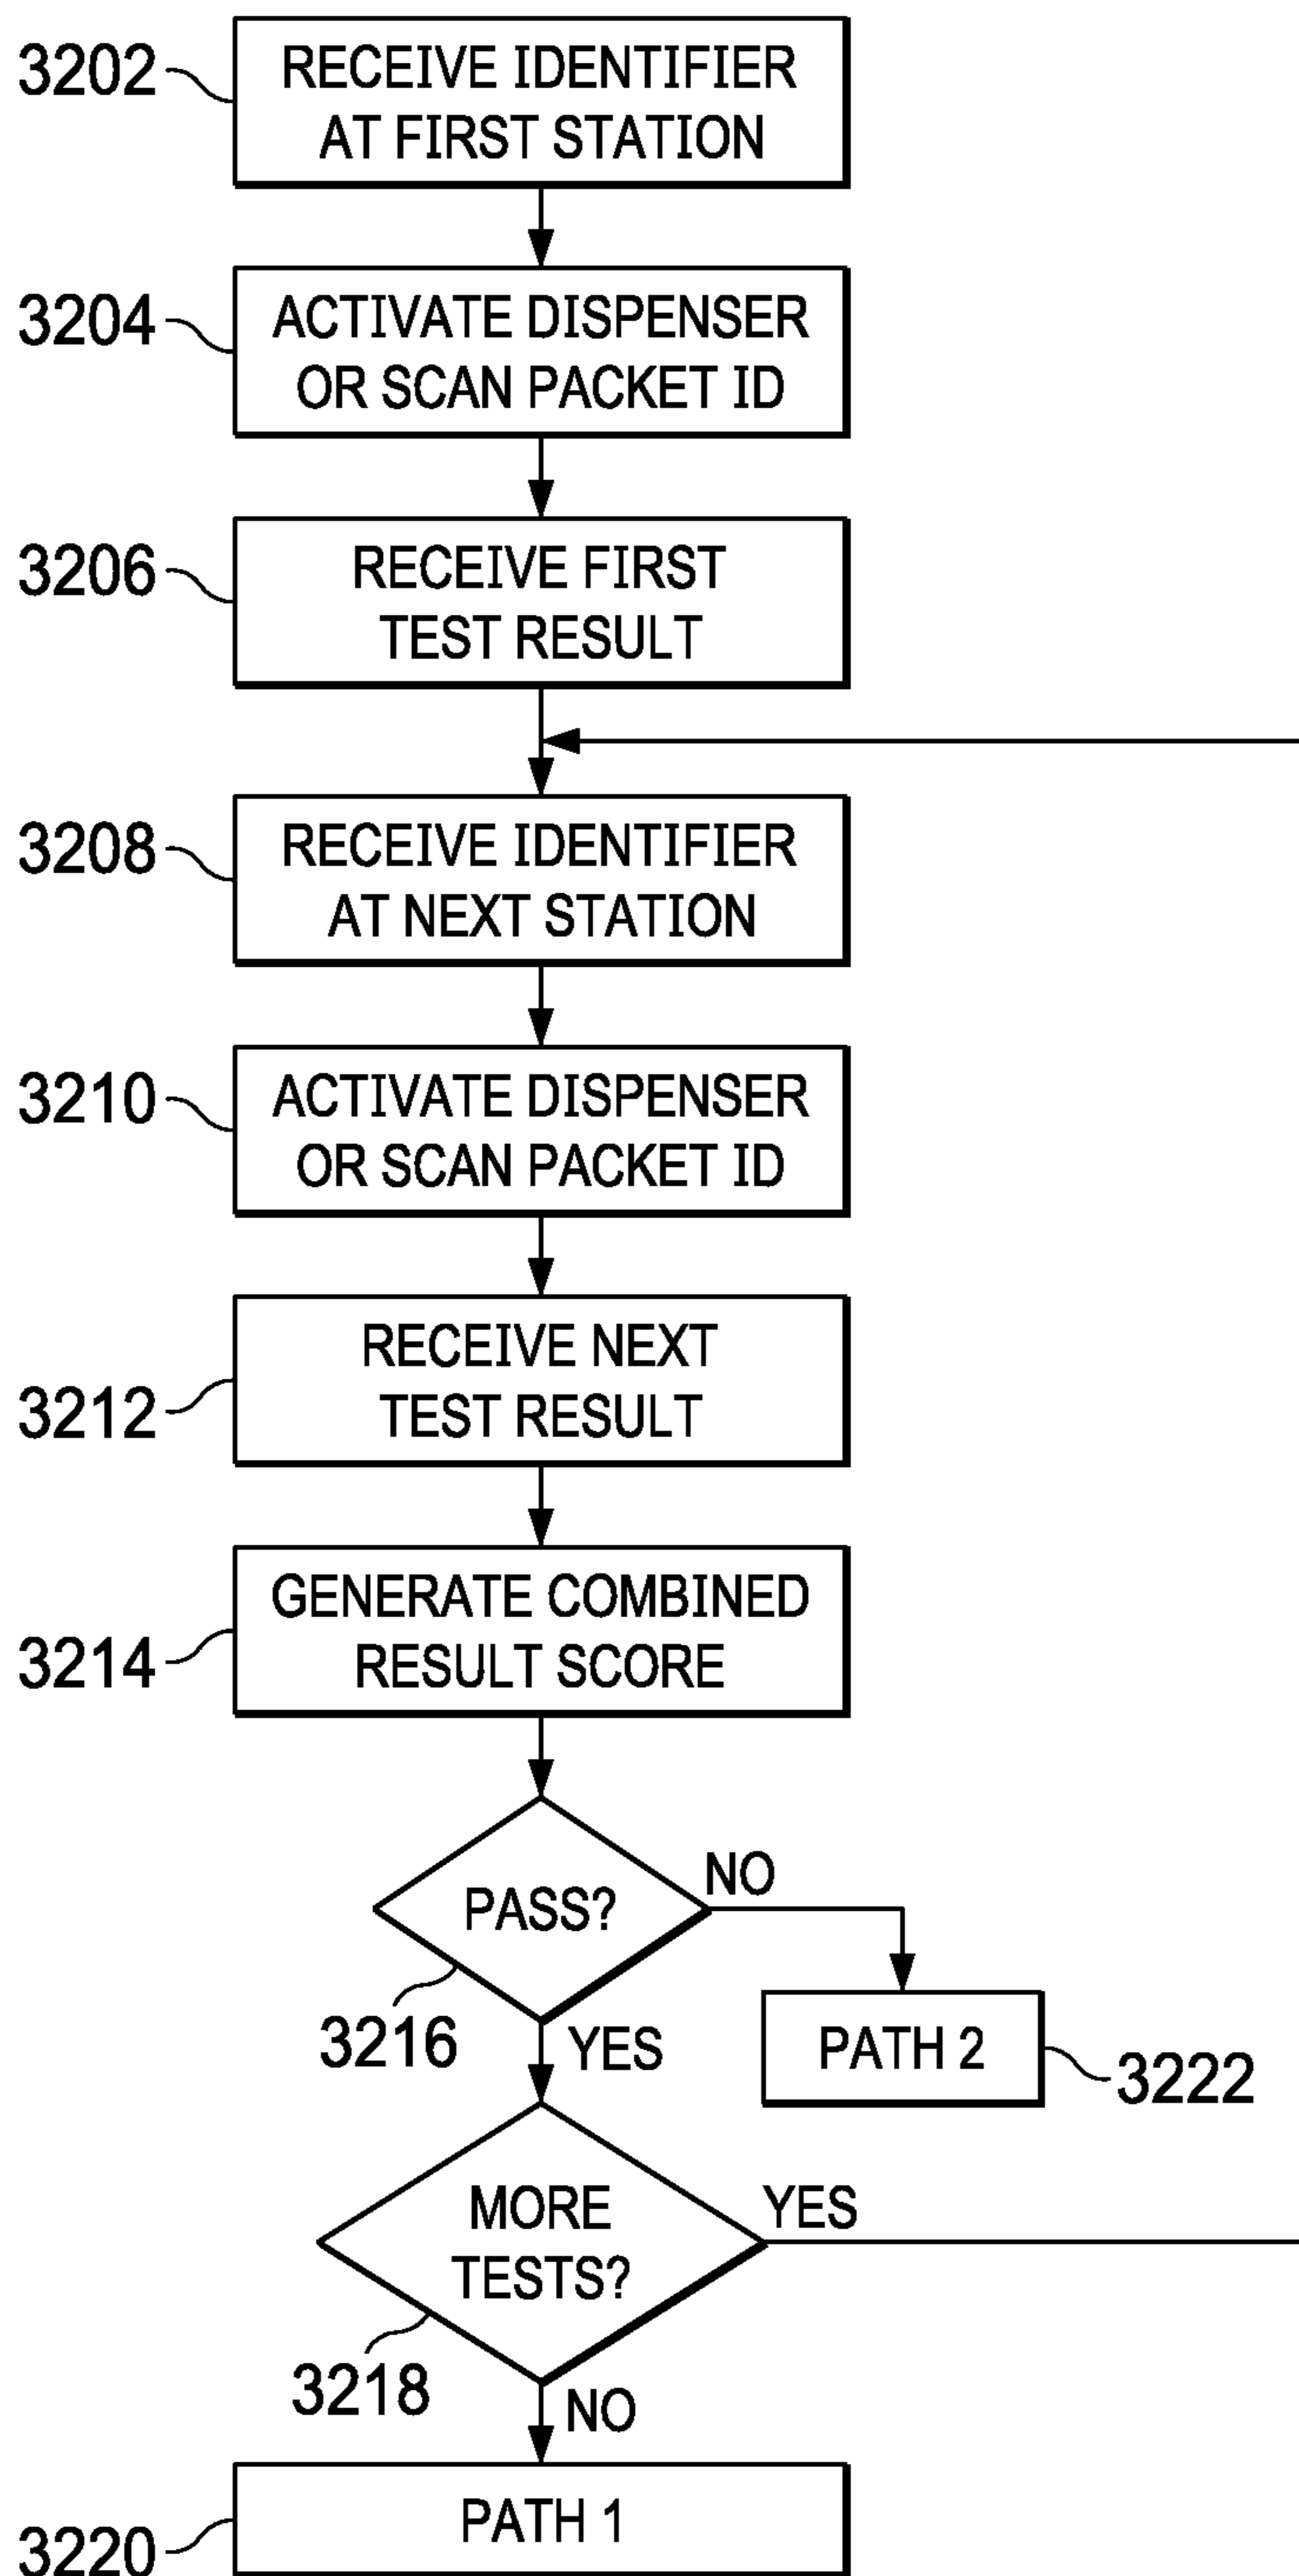 3202
RECEIVE IDENTIFIER
AT FIRST STATION
3204
ACTIVATE DISPENSER
OR SCAN PACKET ID
3206
RECEIVE FIRST
TEST RESULT
3208
RECEIVE IDENTIFIER
AT NEXT STATION
3210
ACTIVATE DISPENSER
OR SCAN PACKET ID
3212
RECEIVE NEXT
TEST RESULT
3214
GENERATE COMBINED
RESULT SCORE
PASS?
NO
3216
YES
PATH 2
3222
MORE
TESTS?
YES
3218
NO
3220
PATH 1